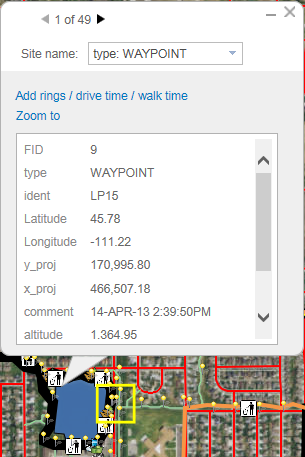 1 of 49
Site name: type: WAYPOINT
Add rings / drive time / walk time
Zoom to
FID 9
type WAYPOINT
ident LP15
Latitude 45.78
Longitude -111.22
y_proj 170,995.80
x_proj 466,507.18
comment 14-APR-13 2:39:50PM
altitude 1.364.95